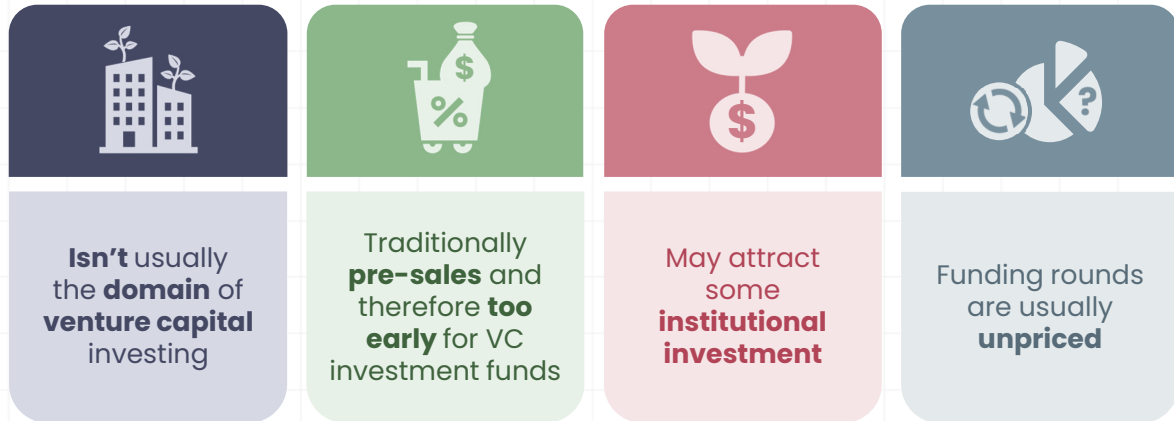 $
%
$
?
Isn't usually
the domain of
venture capital
investing
Traditionally
pre-sales and
therefore too
early for VC
investment funds
May attract
some
institutional
investment
Funding rounds
are usually
unpriced